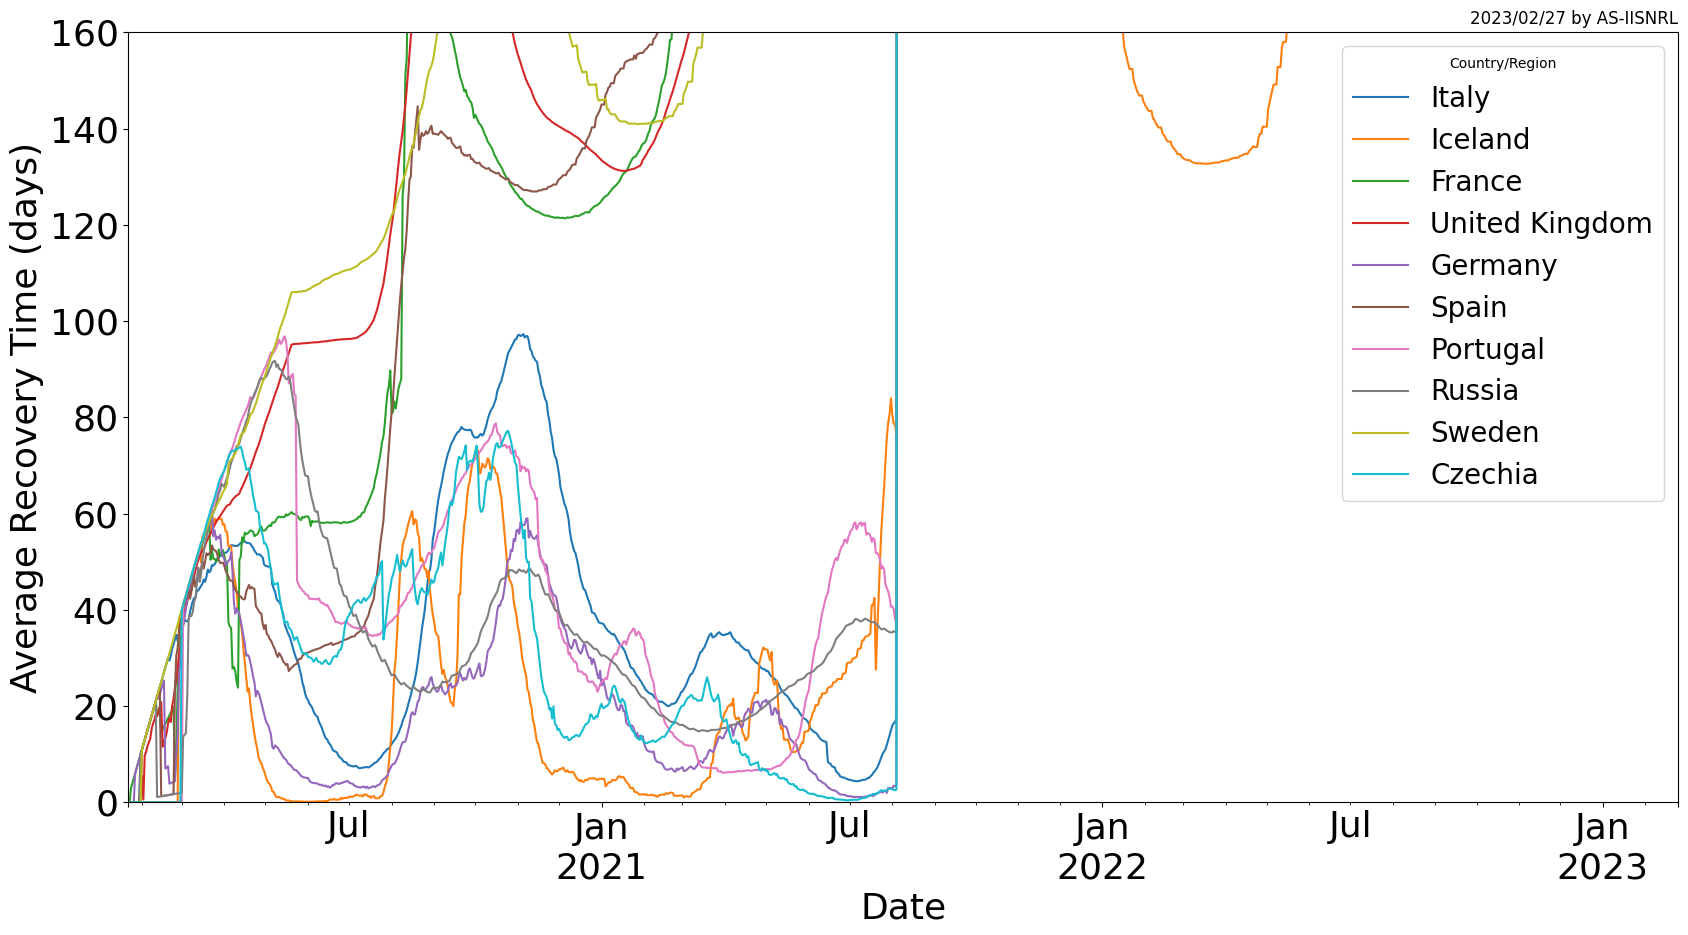 2023/02/27 by AS-IISNRL
Average Recovery Time (days)
160
140
120
100
80
60
40
20
0
Country/Region
Italy
Iceland
France
United Kingdom
Germany
Spain
Portugal
Russia
Sweden
Czechia
Jul
Jan
2021
Jul
Jan
2022
Jul
Jan
2023
Date